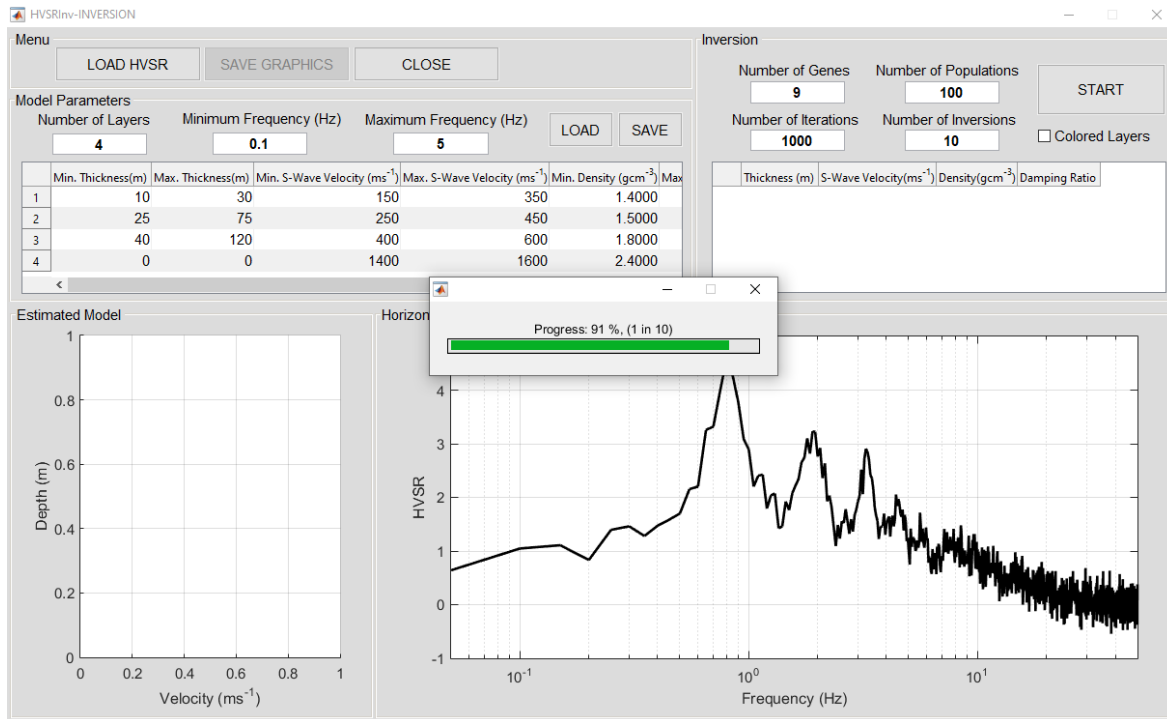 HVSRInv-INVERSION
Menu
LOAD HVSR SAVE GRAPHICS CLOSE
Model Parameters
Number of Layers Minimum Frequency (Hz) Maximum Frequency (Hz)
4 0.1 5
LOAD SAVE
Min. Thickness(m) Max. Thickness(m) Min. S-Wave Velocity (ms-1) Max. S-Wave Velocity (ms-1) Min. Density (gcm-3) Max
1 10 30 150 350 1.4000
2 25 75 250 450 1.5000
3 40 120 400 600 1.8000
4 0 0 1400 1600 2.4000
Inversion
Number of Genes Number of Populations
9 100
START
Number of Iterations Number of Inversions
1000 10
Colored Layers
Thickness (m) S-Wave Velocity(ms-1) Density(gcm-3) Damping Ratio
Progress: 91 %, (1 in 10)
Estimated Model
1
0.8
0.6
0.4
0.2
0
0 0.2 0.4 0.6 0.8 1
Depth (m)
Velocity (ms-1)
Horizon
4
3
2
1
0
-1
10-1 100 101
HVSR
Frequency (Hz)